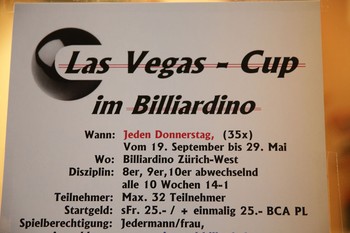 Las Vegas - Cup
im Billiardino
Wann: Jeden Donnerstag, (35x)
Vom 19. September bis 29. Mai
Wo: Billiardino Zürich-West
Disziplin: 8er, 9er,10er abwechselnd
alle 10 Wochen 14-1
Teilnehmer: Max. 32 Teilnehmer
Startgeld: sFr. 25.- / + einmalig 25.- BCA PL
Spielberechtigung: Jedermann/frau,